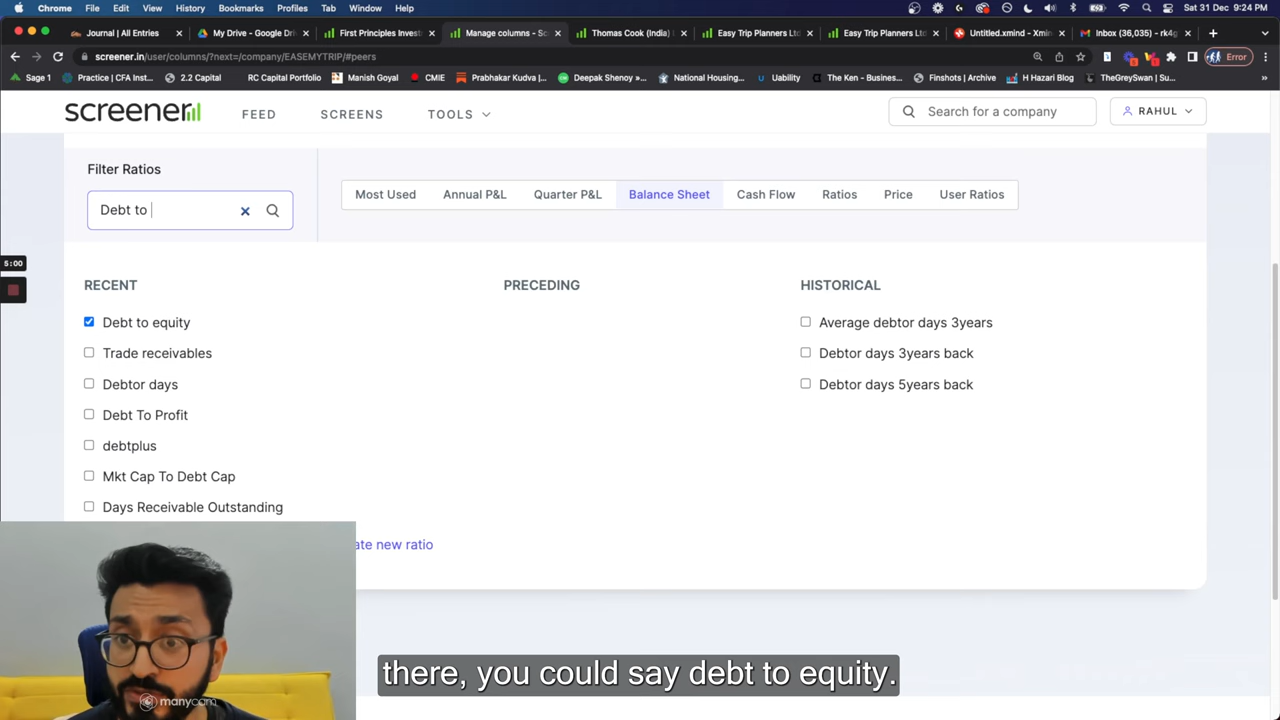 Chrome File Edit View History Bookmarks Profiles Tab Window Help Sat 31 Dec 9:24 PM
Journal | All Entries My Drive - Google Dr First Principles Invest Manage columns - Sc Thomas Cook (India) Easy Trip Planners Lt Easy Trip Planners Lt Untitled.xmind - Xm Gmail (36,035) - rk4g
screener.in/user/columns/?next=/company/EASEMYTRIP/#peers Error
Sage 1 Practice | CFA Inst... 2.2 Capital RC Capital Portfolio Manish Goyal CMIE Prabhakar Kudva |... Deepak Shenoy »... National Housing... Uability The Ken - Busines... Finshots | Archive H Hazari Blog TheGreySwan | Su...
screener FEED SCREENS TOOLS Search for a company RAHUL
Filter Ratios
Debt to
Most Used Annual P&L Quarter P&L Balance Sheet Cash Flow Ratios Price User Ratios
5:00
RECENT PRECEDING HISTORICAL
Debt to equity Average debtor days 3years
Trade receivables Debtor days 3years back
Debtor days Debtor days 5years back
Debt To Profit
debtplus
Mkt Cap To Debt Cap
Days Receivable Outstanding
ate new ratio
there, you could say debt to equity.
manycam